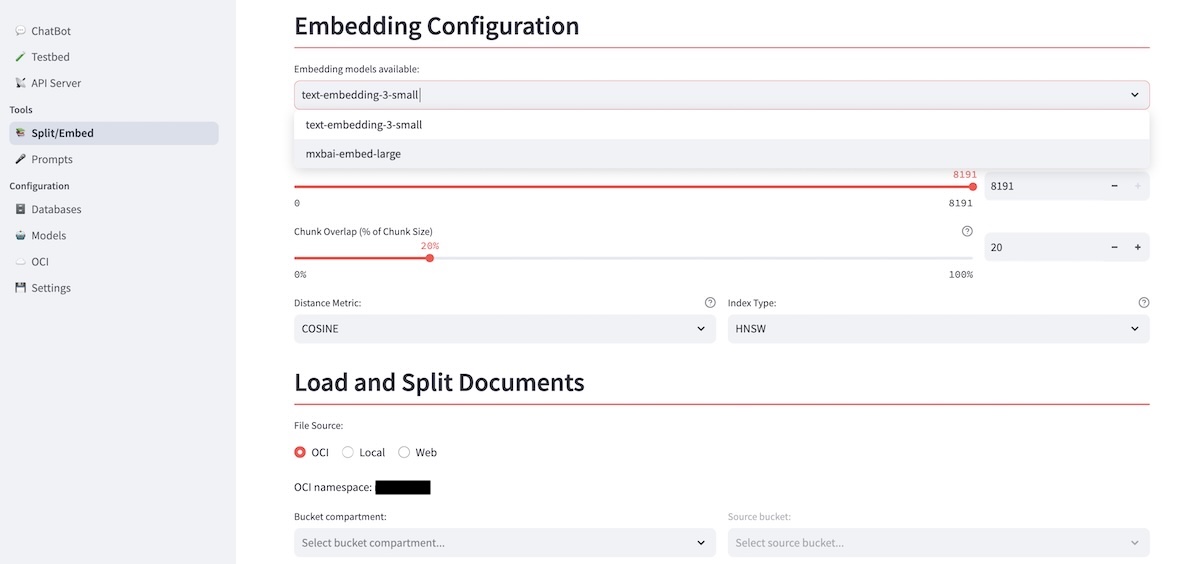 ChatBot
Testbed
API Server
Tools
Split/Embed
Prompts
Configuration
Databases
Models
OCI
Settings
Embedding Configuration
Embedding models available:
text-embedding-3-small
text-embedding-3-small
mxbai-embed-large
8191
0 8191
8191 − +
Chunk Overlap (% of Chunk Size)
20%
0% 100%
20 − +
Distance Metric: Index Type:
COSINE HNSW
Load and Split Documents
File Source:
OCI Local Web
OCI namespace:
Bucket compartment: Source bucket:
Select bucket compartment... Select source bucket...